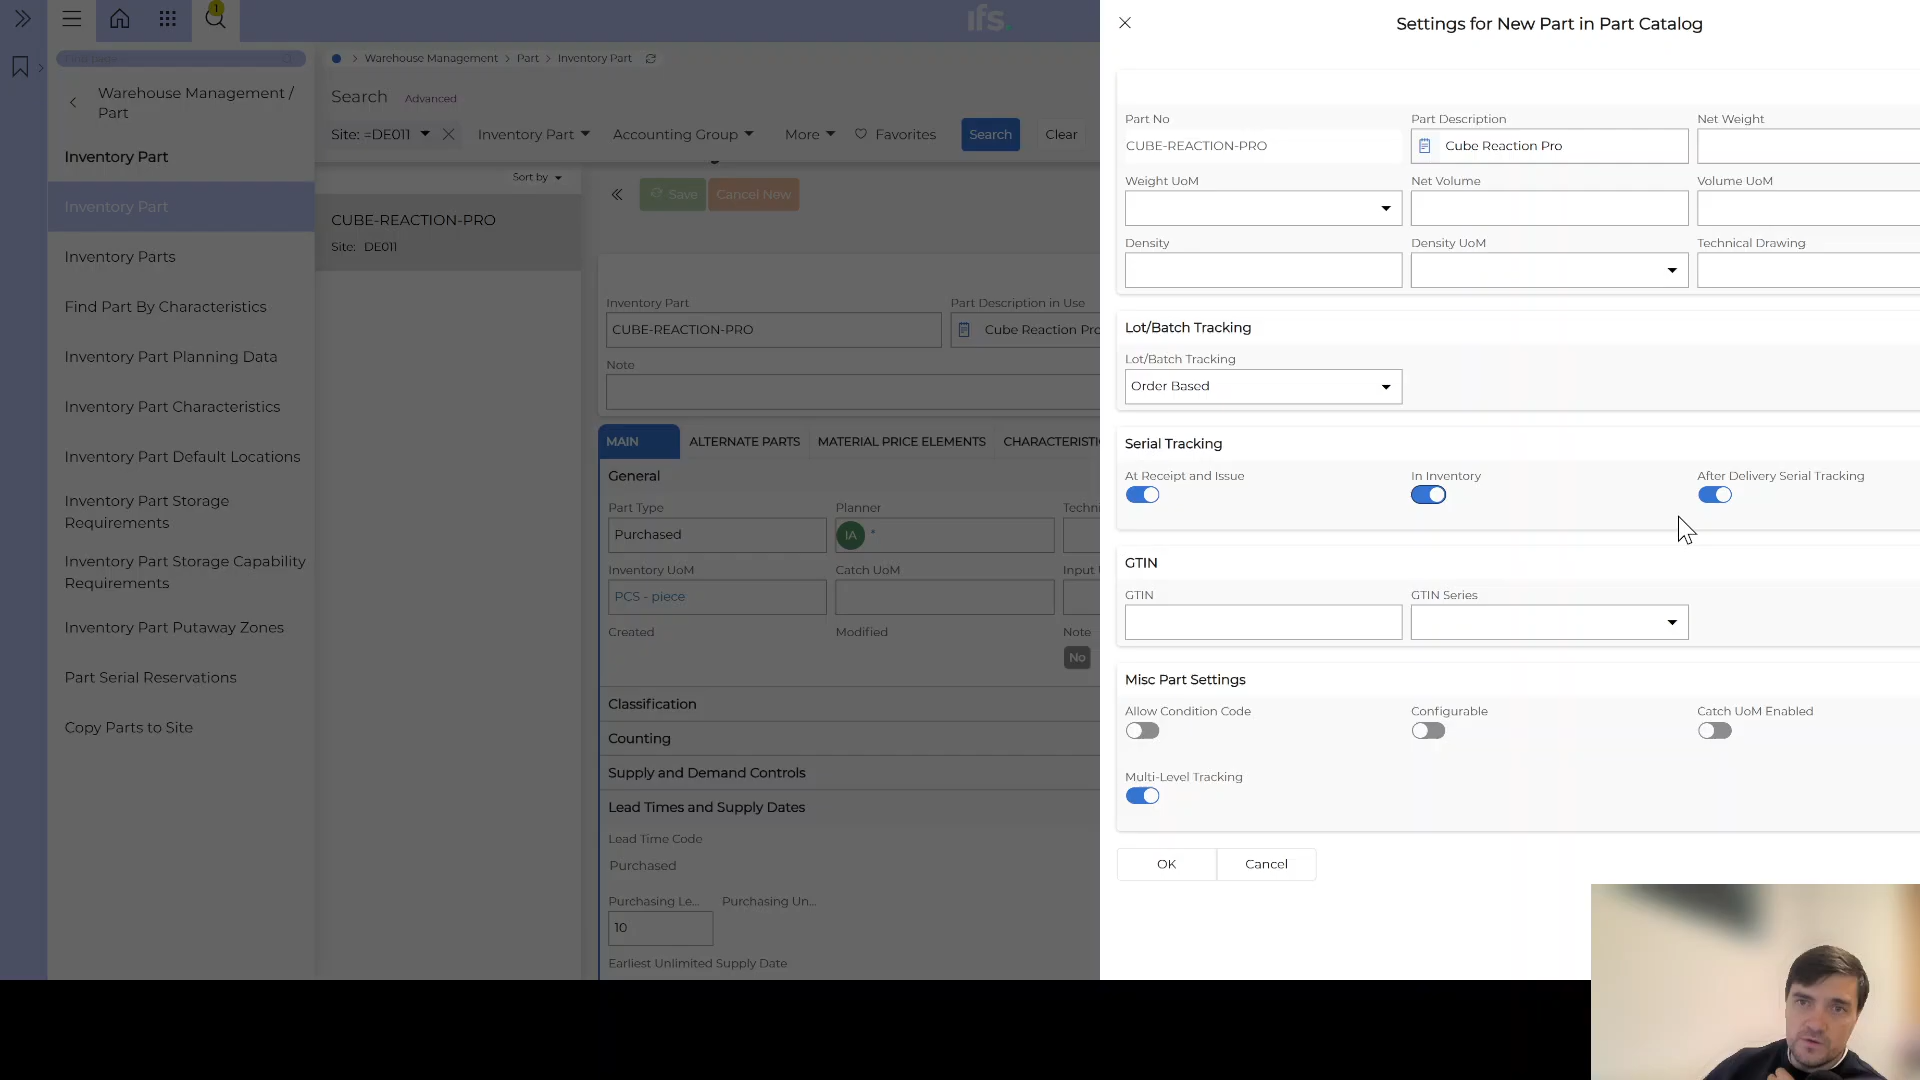 1
ifs
Warehouse Management > Part > Inventory Part
Warehouse Management /
Part
Search Advanced
Site: =DE011
Inventory Part
Accounting Group
More
Favorites
Search
Clear
Inventory Part
Inventory Part
Inventory Parts
Find Part By Characteristics
Inventory Part Planning Data
Inventory Part Characteristics
Inventory Part Default Locations
Inventory Part Storage
Requirements
Inventory Part Storage Capability
Requirements
Inventory Part Putaway Zones
Part Serial Reservations
Copy Parts to Site
Sort by
CUBE-REACTION-PRO
Site: DE011
Save
Cancel New
Inventory Part
CUBE-REACTION-PRO
Part Description in Use
Cube Reaction Pro
Note
MAIN
ALTERNATE PARTS
MATERIAL PRICE ELEMENTS
CHARACTERISTI
General
Part Type
Purchased
Planner
IA
*
Techni
Inventory UoM
PCS - piece
Catch UoM
Input
Created
Modified
Note
No
Classification
Counting
Supply and Demand Controls
Lead Times and Supply Dates
Lead Time Code
Purchased
Purchasing Le...
Purchasing Un...
10
Earliest Unlimited Supply Date
Settings for New Part in Part Catalog
Part No
CUBE-REACTION-PRO
Part Description
Cube Reaction Pro
Net Weight
Weight UoM
Net Volume
Volume UoM
Density
Density UoM
Technical Drawing
Lot/Batch Tracking
Lot/Batch Tracking
Order Based
Serial Tracking
At Receipt and Issue
In Inventory
After Delivery Serial Tracking
GTIN
GTIN
GTIN Series
Misc Part Settings
Allow Condition Code
Configurable
Catch UoM Enabled
Multi-Level Tracking
OK
Cancel